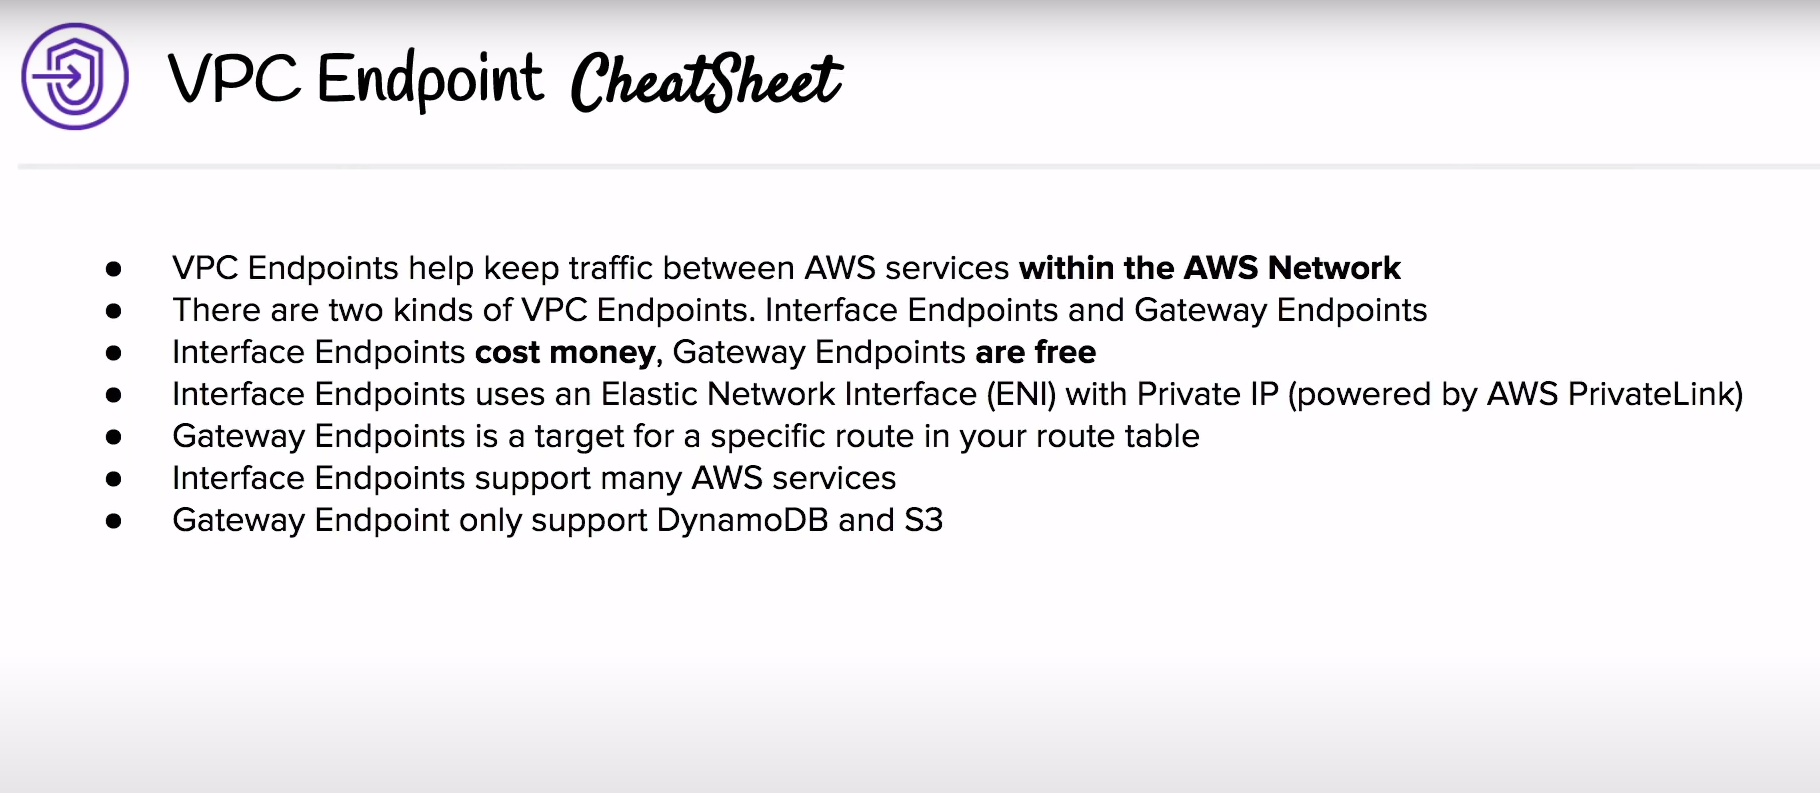 VPC Endpoint CheatSheet
● VPC Endpoints help keep traffic between AWS services within the AWS Network
● There are two kinds of VPC Endpoints. Interface Endpoints and Gateway Endpoints
● Interface Endpoints cost money, Gateway Endpoints are free
● Interface Endpoints uses an Elastic Network Interface (ENI) with Private IP (powered by AWS PrivateLink)
● Gateway Endpoints is a target for a specific route in your route table
● Interface Endpoints support many AWS services
● Gateway Endpoint only support DynamoDB and S3